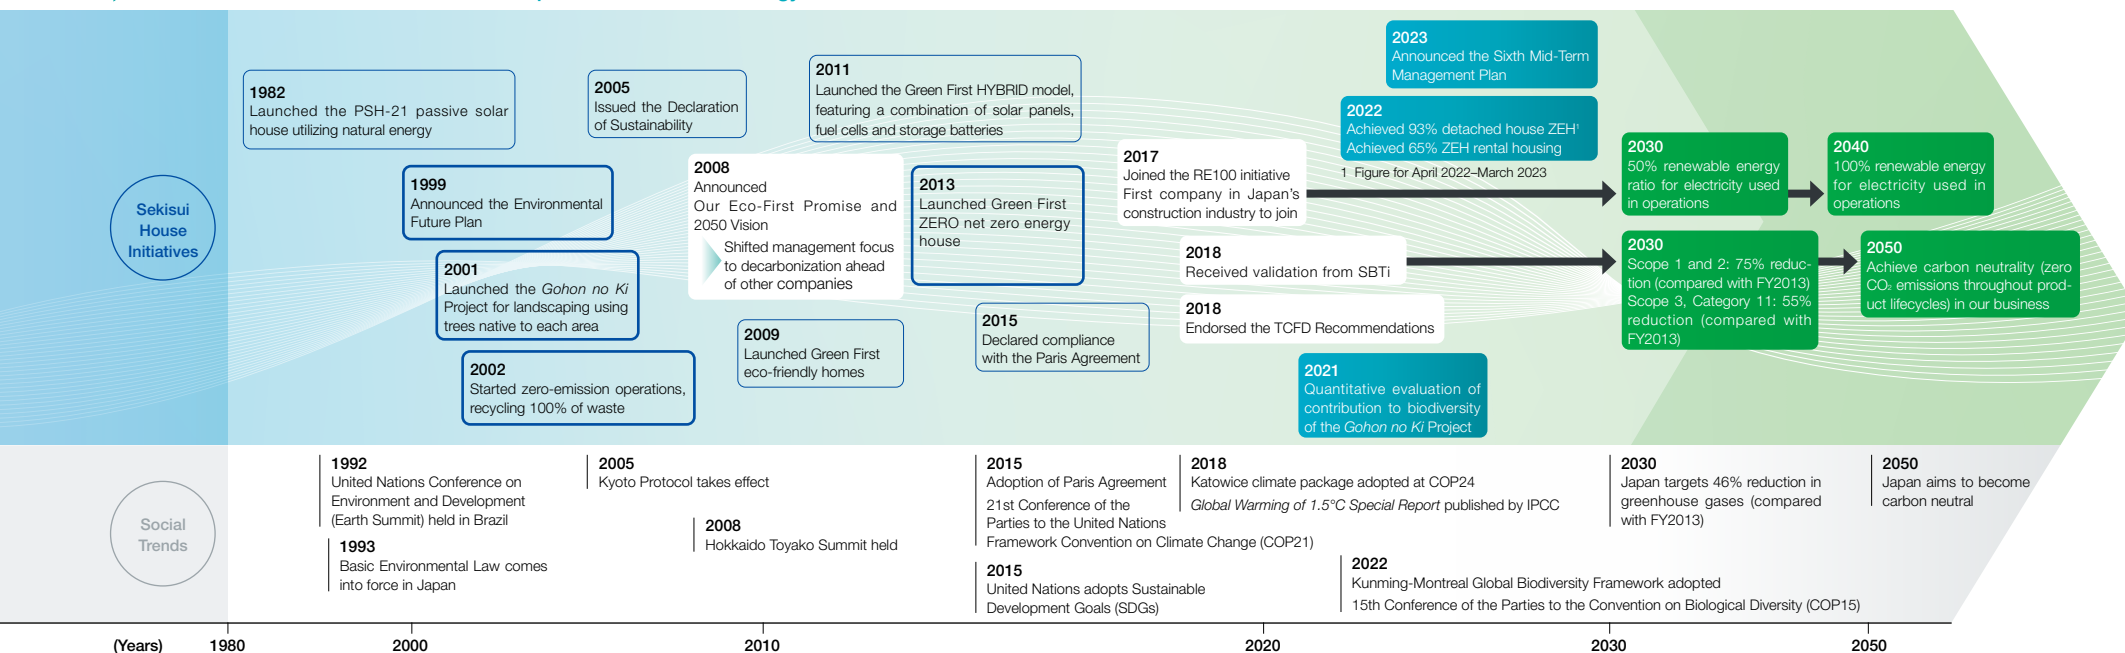 Sekisui
House
Initiatives
1982
Launched the PSH-21 passive solar
house utilizing natural energy
1999
Announced the Environmental
Future Plan
2001
Launched the Gohon no Ki
Project for landscaping using
trees native to each area
2002
Started zero-emission operations,
recycling 100% of waste
2005
Issued the Declaration
of Sustainability
2008
Announced
Our Eco-First Promise and
2050 Vision
Shifted management focus
to decarbonization ahead
of other companies
2009
Launched Green First
eco-friendly homes
2011
Launched the Green First HYBRID model,
featuring a combination of solar panels,
fuel cells and storage batteries
2013
Launched Green First
ZERO net zero energy
house
2015
Declared compliance
with the Paris Agreement
2017
Joined the RE100 initiative
First company in Japan's
construction industry to join
2018
Received validation from SBTi
2018
Endorsed the TCFD Recommendations
2021
Quantitative evaluation of
contribution to biodiversity
of the Gohon no Ki Project
2023
Announced the Sixth Mid-Term
Management Plan
2022
Achieved 93% detached house ZEH¹
Achieved 65% ZEH rental housing
1 Figure for April 2022–March 2023
2030
50% renewable energy
ratio for electricity used
in operations
2040
100% renewable energy
for electricity used in
operations
2030
Scope 1 and 2: 75% reduc-
tion (compared with FY2013)
Scope 3, Category 11: 55%
reduction (compared with
FY2013)
2050
Achieve carbon neutrality (zero
CO₂ emissions throughout prod-
uct lifecycles) in our business
Social
Trends
1992
United Nations Conference on
Environment and Development
(Earth Summit) held in Brazil
1993
Basic Environmental Law comes
into force in Japan
2005
Kyoto Protocol takes effect
2008
Hokkaido Toyako Summit held
2015
Adoption of Paris Agreement
21st Conference of the
Parties to the United Nations
Framework Convention on Climate Change (COP21)
2015
United Nations adopts Sustainable
Development Goals (SDGs)
2018
Katowice climate package adopted at COP24
Global Warming of 1.5°C Special Report published by IPCC
2022
Kunming-Montreal Global Biodiversity Framework adopted
15th Conference of the Parties to the Convention on Biological Diversity (COP15)
2030
Japan targets 46% reduction in
greenhouse gases (compared
with FY2013)
2050
Japan aims to become
carbon neutral
(Years) 1980 2000 2010 2020 2030 2050